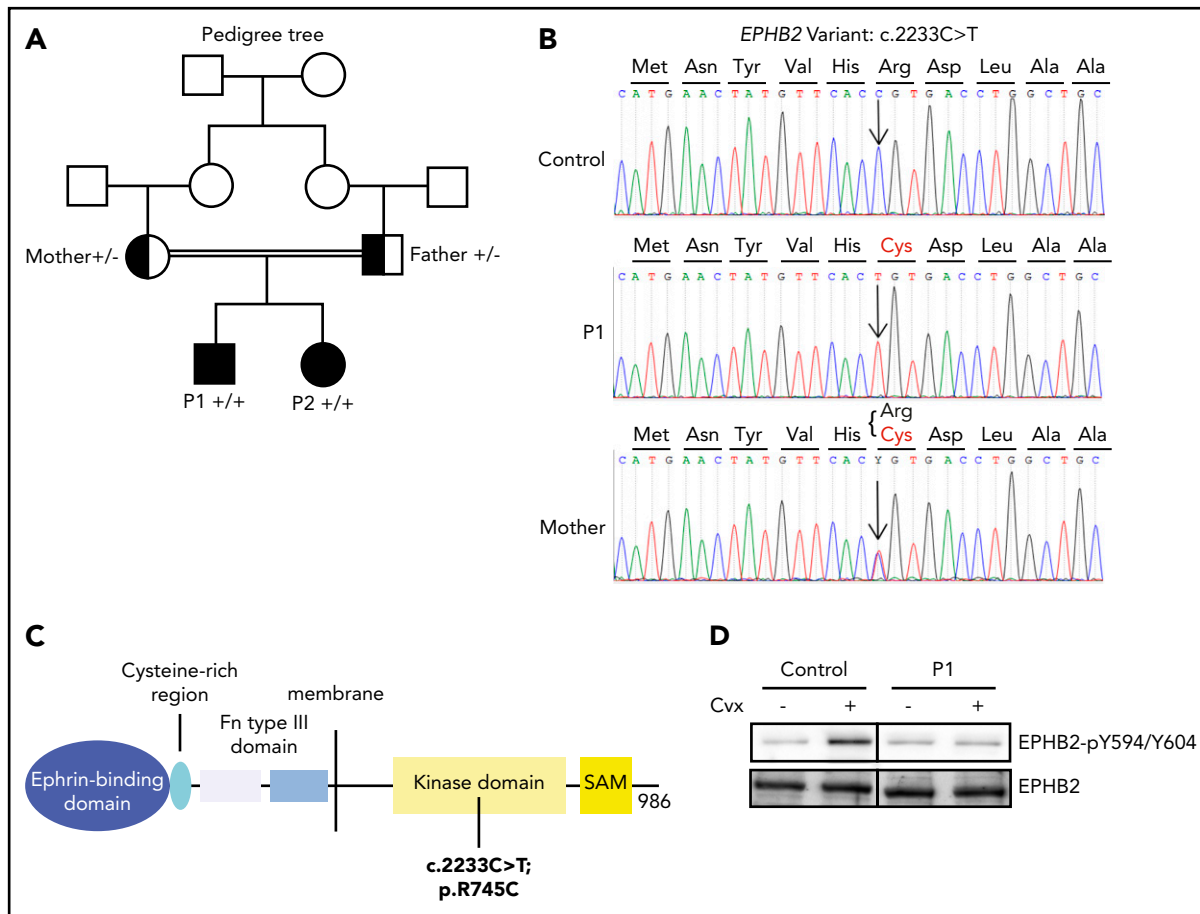 A
Pedigree tree
Mother+/-
Father +/-
P1 +/+
P2 +/+
B
EPHB2 Variant: c.2233C>T
Met Asn Tyr Val His Arg Asp Leu Ala Ala
C A T G A A C T A T G T T C A C C G T G A C C T G G C T G C
Control
Met Asn Tyr Val His Cys Asp Leu Ala Ala
C A T G A A C T A T G T T C A C T G T G A C C T G G C T G C
P1
{ Arg
Met Asn Tyr Val His Cys Asp Leu Ala Ala
C A T G A A C T A T G T T C A C Y G T G A C C T G G C T G C
Mother
C
Cysteine-rich
region
Fn type III
domain
membrane
Ephrin-binding
domain
Kinase domain
SAM
986
c.2233C>T;
p.R745C
D
Control P1
Cvx - + - +
EPHB2-pY594/Y604
EPHB2